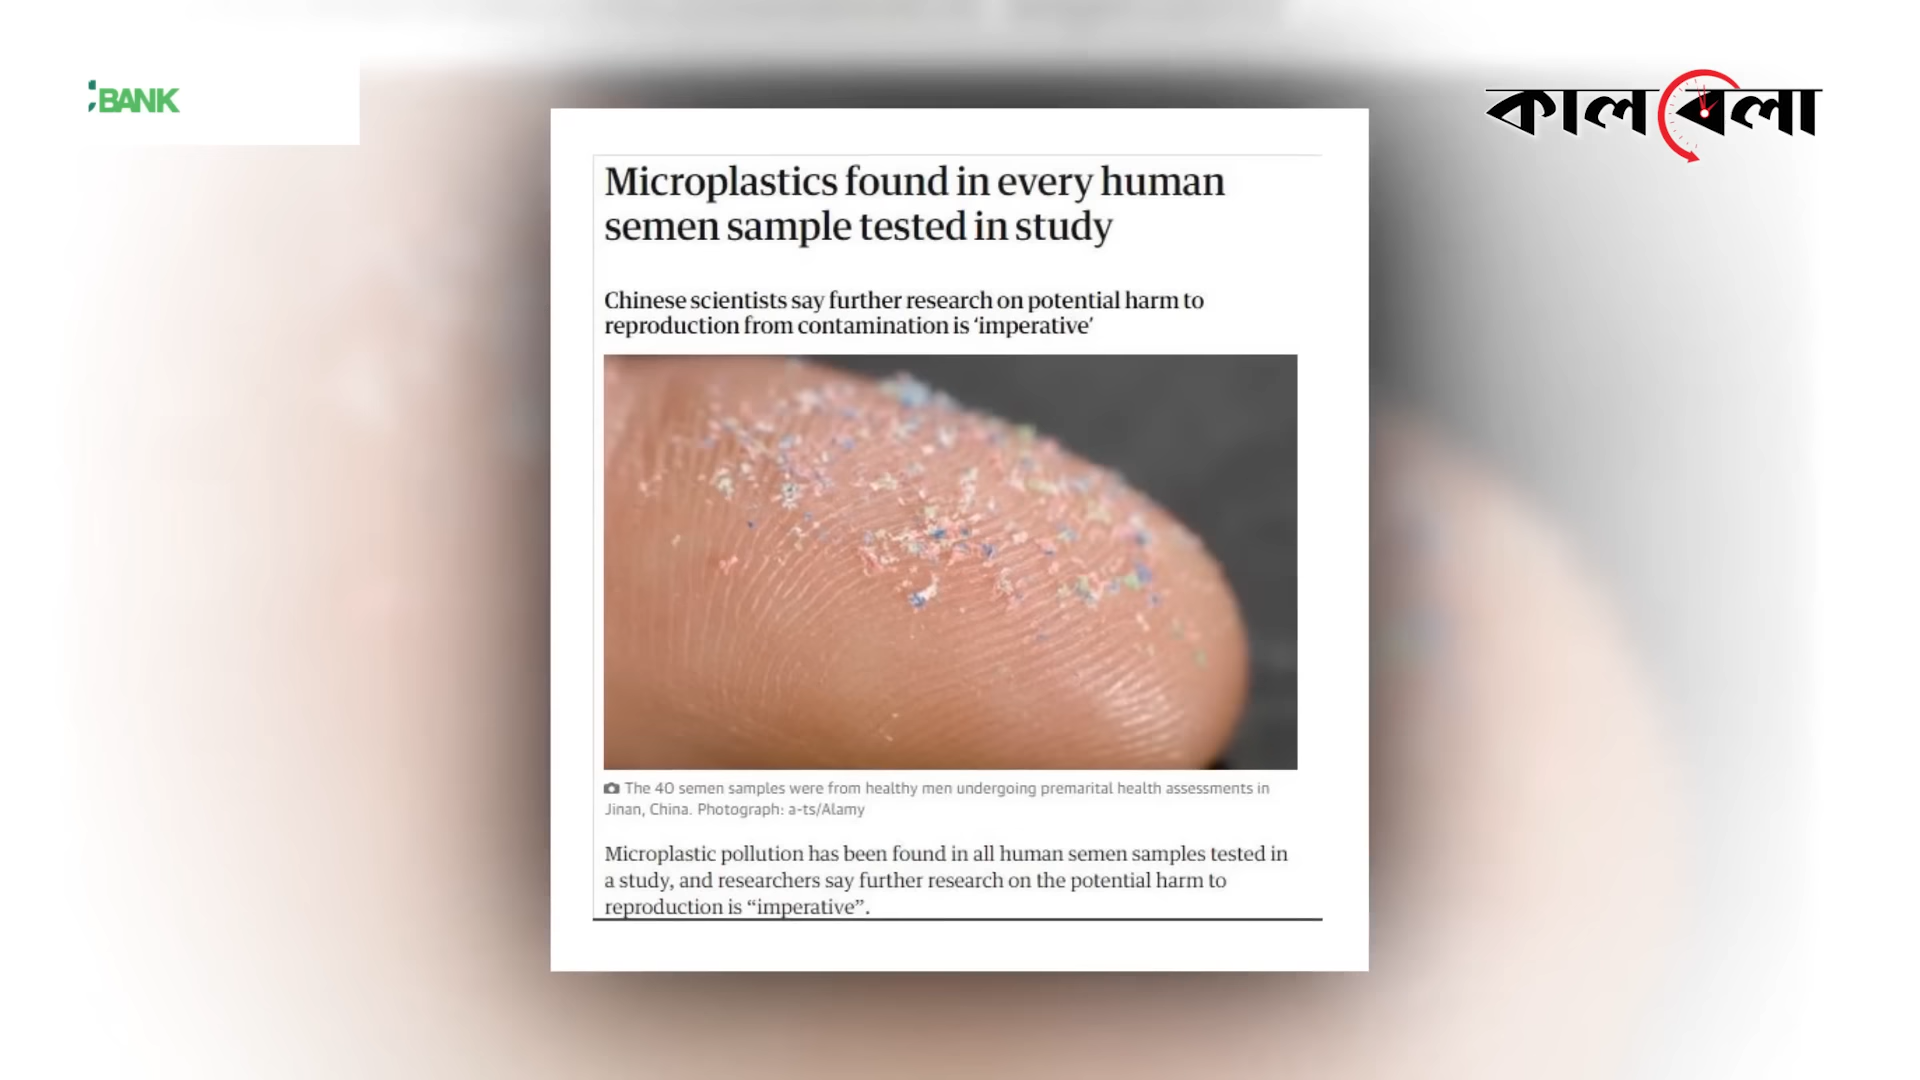 BANK
কালবেলা
Microplastics found in every human
semen sample tested in study
Chinese scientists say further research on potential harm to
reproduction from contamination is ‘imperative’
The 40 semen samples were from healthy men undergoing premarital health assessments in
Jinan, China. Photograph: a-ts/Alamy
Microplastic pollution has been found in all human semen samples tested in
a study, and researchers say further research on the potential harm to
reproduction is “imperative”.